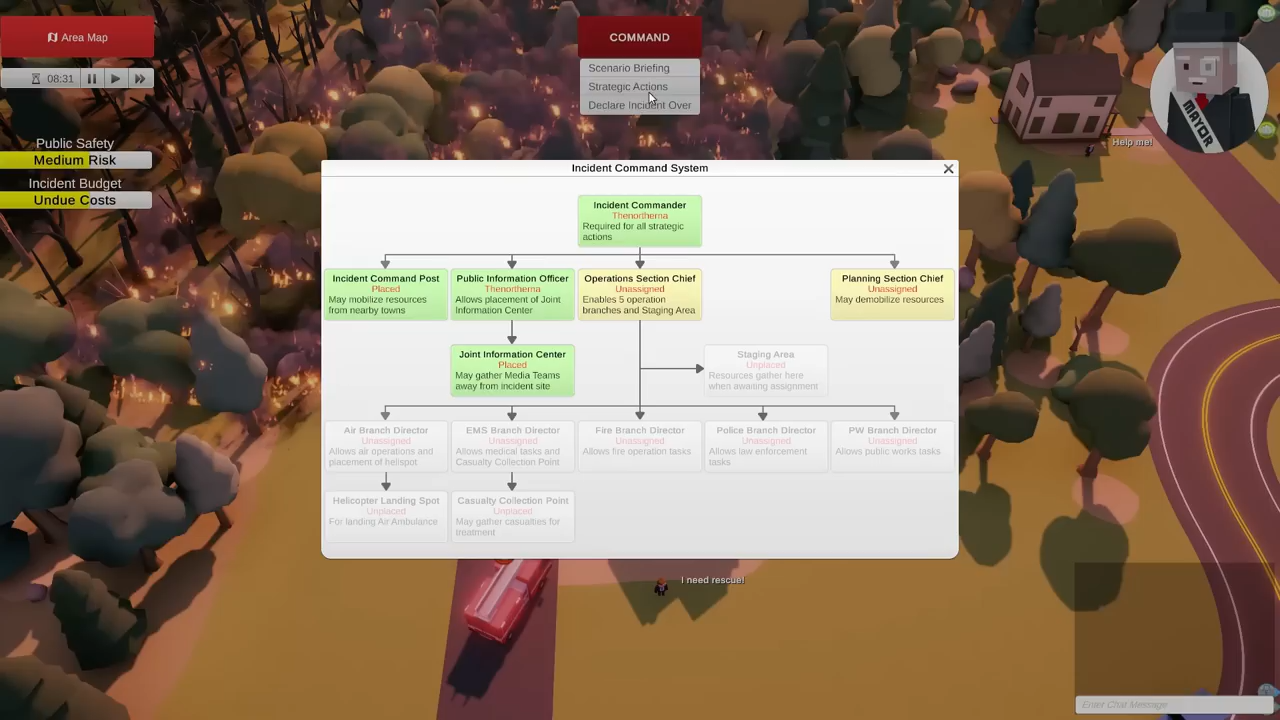 Area Map
COMMAND
Scenario Briefing
Strategic Actions
Declare Incident Over
08:31
MAYOR
Public Safety
Medium Risk
Incident Budget
Undue Costs
Help me!
Incident Command System
Incident Commander
Thenortherna
Required for all strategic
actions
Incident Command Post
Placed
May mobilize resources
from nearby towns
Public Information Officer
Thenortherna
Allows placement of Joint
Information Center
Operations Section Chief
Unassigned
Enables 5 operation
branches and Staging Area
Planning Section Chief
Unassigned
May demobilize resources
Joint Information Center
Placed
May gather Media Teams
away from incident site
Staging Area
Unplaced
Resources gather here
when awaiting assignment
Air Branch Director
Unassigned
Allows air operations and
placement of helispot
EMS Branch Director
Unassigned
Allows medical tasks and
Casualty Collection Point
Fire Branch Director
Unassigned
Allows fire operation tasks
Police Branch Director
Unassigned
Allows law enforcement
tasks
PW Branch Director
Unassigned
Allows public works tasks
Helicopter Landing Spot
Unplaced
For landing Air Ambulance
Casualty Collection Point
Unplaced
May gather casualties for
treatment
I need rescue!
Enter Chat Message